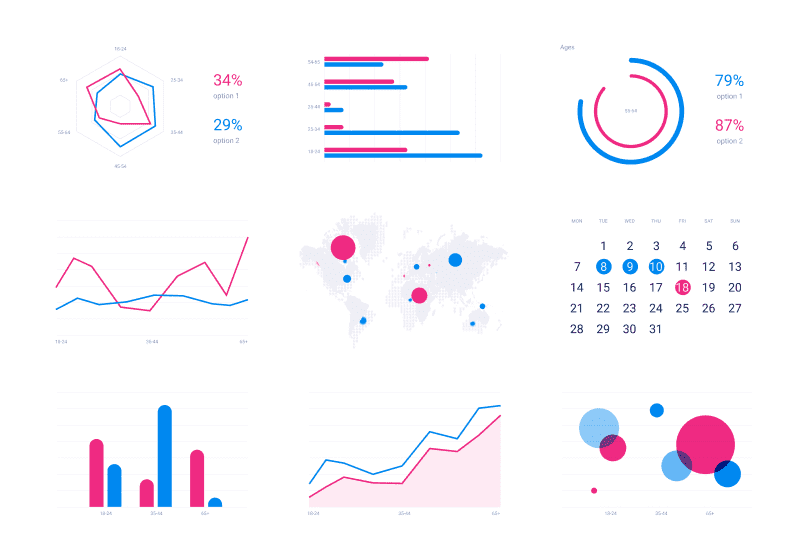 18-24
55+
25-34
34%
option 1
29%
option 2
55-64
35-44
45-54
54-65
45-54
35-44
25-34
18-24
Ages
55-64
79%
option 1
87%
option 2
18-24
35-44
65+
MON TUE WED THU FRI SAT SUN
1 2 3 4 5 6
7 8 9 10 11 12 13
14 15 16 17 18 19 20
21 22 23 24 25 26 27
28 29 30 31
18-24
35-44
65+
18-24
35-44
65+
18-24
35-44
65+